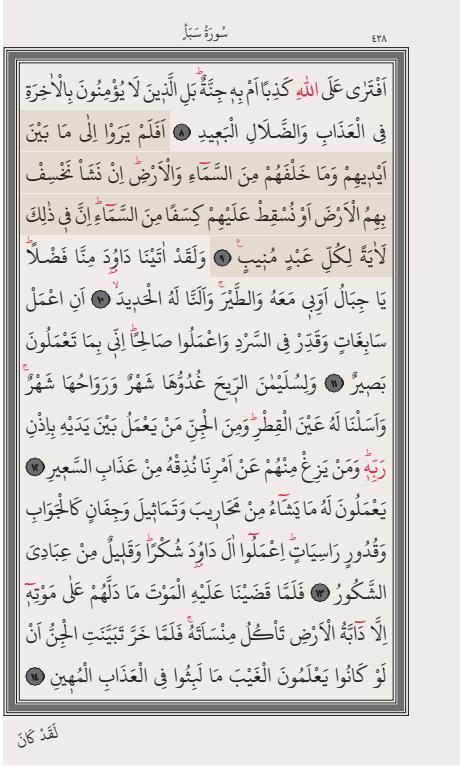 سُورَةُ سَبَأٍ
٤٢٨
اَفْتَرٰى عَلَى اللّٰهِ كَذِبًا اَمْ بِه۪ جِنَّةٌۜ بَلِ الَّذ۪ينَ لَا يُؤْمِنُونَ بِالْاٰخِرَةِ
فِى الْعَذَابِ وَالضَّلَالِ الْبَع۪يدِ ٨ اَفَلَمْ يَرَوْا اِلٰى مَا بَيْنَ
اَيْد۪يهِمْ وَمَا خَلْفَهُمْ مِنَ السَّمَٓاءِ وَالْاَرْضِۜ اِنْ نَشَأْ نَخْسِفْ
بِهِمُ الْاَرْضَ اَوْ نُسْقِطْ عَلَيْهِمْ كِسَفًا مِنَ السَّمَٓاءِۜ اِنَّ ف۪ى ذٰلِكَ
لَاٰيَةً لِكُلِّ عَبْدٍ مُن۪يبٍ۟ ٩ وَلَقَدْ اٰتَيْنَا دَاوُ۫دَ مِنَّا فَضْلًاۜ
يَا جِبَالُ اَوِّب۪ى مَعَهُ وَالطَّيْرَۚ وَاَلَنَّا لَهُ الْحَد۪يدَۙ ١٠ اَنِ اعْمَلْ
سَابِغَاتٍ وَقَدِّرْ فِى السَّرْدِ وَاعْمَلُوا صَالِحًاۜ اِنّ۪ى بِمَا تَعْمَلُونَ
بَص۪يرٌ ١١ وَلِسُلَيْمٰنَ الرّ۪يحَ غُدُوُّهَا شَهْرٌ وَرَوَاحُهَا شَهْرٌۚ
وَاَسَلْنَا لَهُ عَيْنَ الْقِطْرِۜ وَمِنَ الْجِنِّ مَنْ يَعْمَلُ بَيْنَ يَدَيْهِ بِاِذْنِ
رَبِّه۪ۜ وَمَنْ يَزِغْ مِنْهُمْ عَنْ اَمْرِنَا نُذِقْهُ مِنْ عَذَابِ السَّع۪يرِ ١٢
يَعْمَلُونَ لَهُ مَا يَشَٓاءُ مِنْ مَحَار۪يبَ وَتَمَاث۪يلَ وَجِفَانٍ كَالْجَوَابِ
وَقُدُورٍ رَاسِيَاتٍۜ اِعْمَلُٓوا اٰلَ دَاوُ۫دَ شُكْرًاۜ وَقَل۪يلٌ مِنْ عِبَادِىَ
الشَّكُورُ ١٣ فَلَمَّا قَضَيْنَا عَلَيْهِ الْمَوْتَ مَا دَلَّهُمْ عَلٰى مَوْتِه۪ٓ
اِلَّا دَٓابَّةُ الْاَرْضِ تَأْكُلُ مِنْسَاَتَهُۚ فَلَمَّا خَرَّ تَبَيَّنَتِ الْجِنُّ اَنْ
لَوْ كَانُوا يَعْلَمُونَ الْغَيْبَ مَا لَبِثُوا فِى الْعَذَابِ الْمُه۪ينِ ١٤
لَقَدْ كَانَ